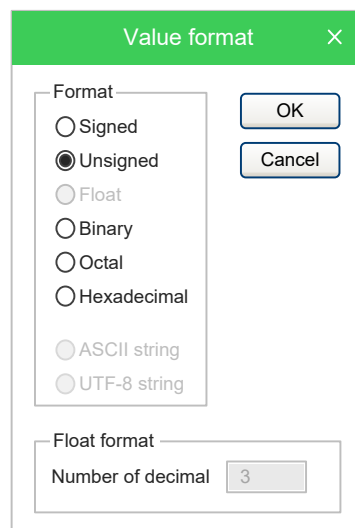 Value format
Format
Signed
Unsigned
Float
Binary
Octal
Hexadecimal
ASCII string
UTF-8 string
OK
Cancel
Float format
Number of decimal 3